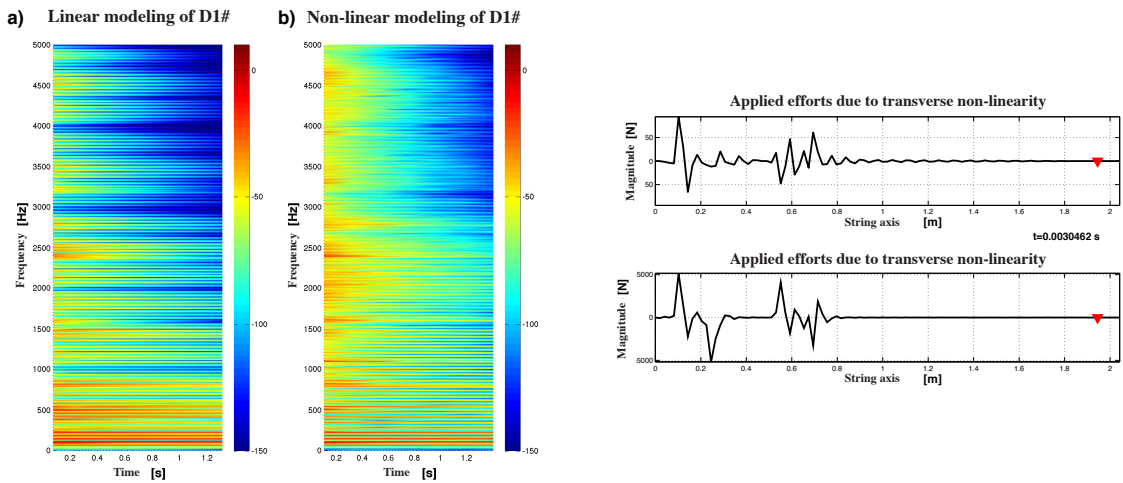 a) Linear modeling of D1#
5000
4500
4000
3500
3000
2500
2000
1500
1000
500
0
Frequency [Hz]
0.2 0.4 0.6 0.8 1 1.2
Time [s]
0
-50
-100
-150
b) Non-linear modeling of D1#
5000
4500
4000
3500
3000
2500
2000
1500
1000
500
0
Frequency [Hz]
0.2 0.4 0.6 0.8 1 1.2
Time [s]
0
-50
-100
-150
Applied efforts due to transverse non-linearity
Magnitude [N]
50
0
50
0 0.2 0.4 0.6 0.8 1 1.2 1.4 1.6 1.8 2
String axis [m]
t=0.0030462 s
Applied efforts due to transverse non-linearity
Magnitude [N]
5000
0
5000
0 0.2 0.4 0.6 0.8 1 1.2 1.4 1.6 1.8 2
String axis [m]